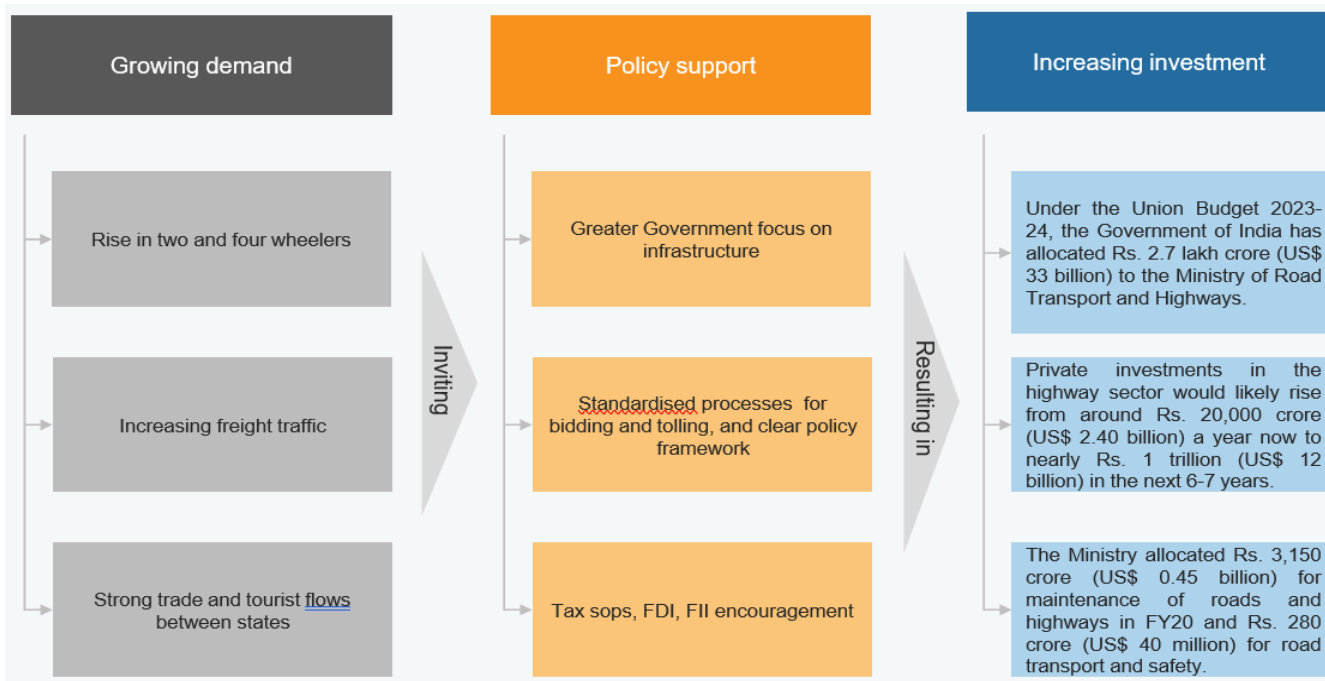 Growing demand
Rise in two and four wheelers
Increasing freight traffic
Strong trade and tourist flows
between states
Inviting
Policy support
Greater Government focus on
infrastructure
Standardised processes for
bidding and tolling, and clear policy
framework
Tax sops, FDI, FII encouragement
Resulting in
Increasing investment
Under the Union Budget 2023-
24, the Government of India has
allocated Rs. 2.7 lakh crore (US$
33 billion) to the Ministry of Road
Transport and Highways.
Private investments in the
highway sector would likely rise
from around Rs. 20,000 crore
(US$ 2.40 billion) a year now to
nearly Rs. 1 trillion (US$ 12
billion) in the next 6-7 years.
The Ministry allocated Rs. 3,150
crore (US$ 0.45 billion) for
maintenance of roads and
highways in FY20 and Rs. 280
crore (US$ 40 million) for road
transport and safety.